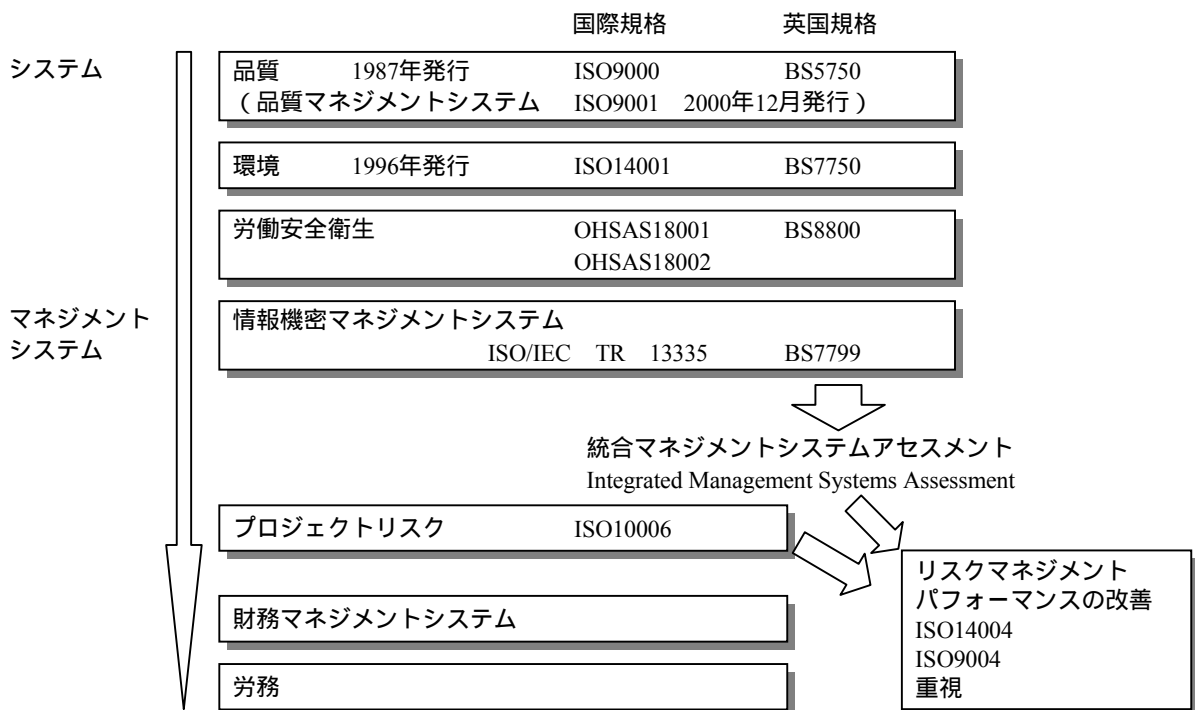 国際規格 英国規格
システム
品質 1987年発行 ISO9000 BS5750
（品質マネジメントシステム ISO9001 2000年12月発行）
環境 1996年発行 ISO14001 BS7750
労働安全衛生 OHSAS18001 BS8800
OHSAS18002
マネジメント
システム
情報機密マネジメントシステム
ISO/IEC TR 13335 BS7799
統合マネジメントシステムアセスメント
Integrated Management Systems Assessment
プロジェクトリスク ISO10006
財務マネジメントシステム
労務
リスクマネジメント
パフォーマンスの改善
ISO14004
ISO9004
重視